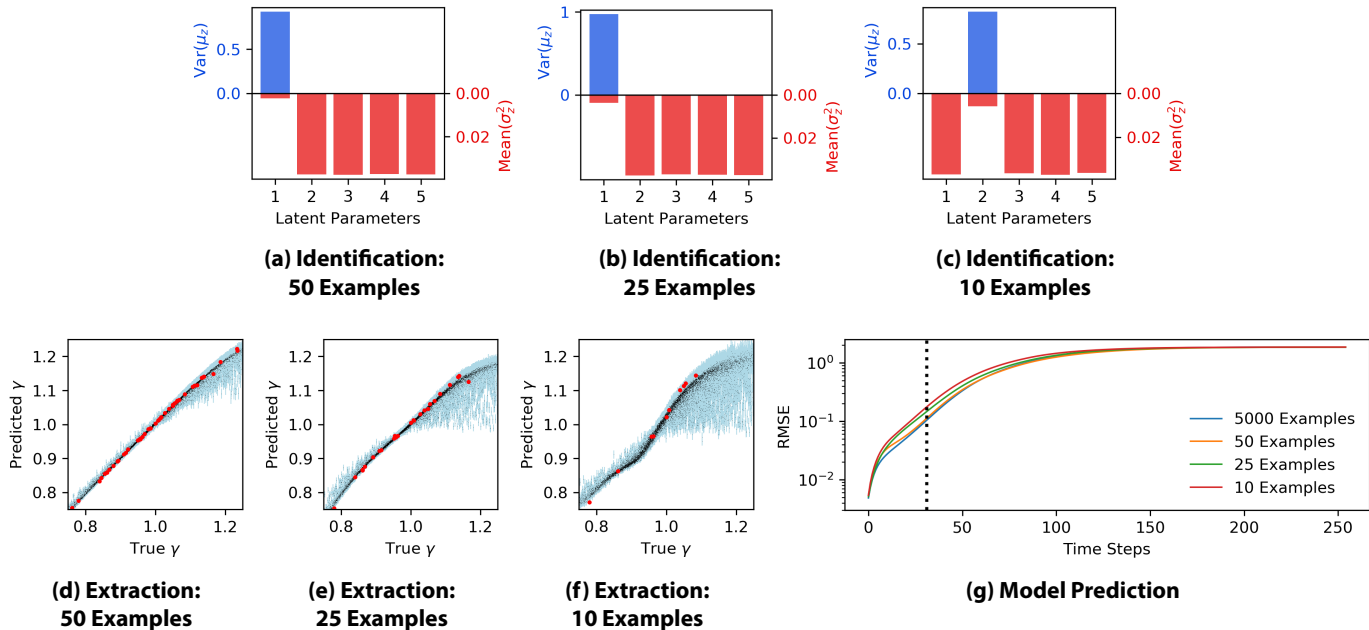 Var(μz)
0.5
0.0
0.00
0.02
Mean(σz²)
1 2 3 4 5
Latent Parameters
(a) Identification:
50 Examples
Var(μz)
1
0
0.00
0.02
Mean(σz²)
1 2 3 4 5
Latent Parameters
(b) Identification:
25 Examples
Var(μz)
0.5
0.0
0.00
0.02
Mean(σz²)
1 2 3 4 5
Latent Parameters
(c) Identification:
10 Examples
Predicted γ
1.2
1.1
1.0
0.9
0.8
0.8 1.0 1.2
True γ
(d) Extraction:
50 Examples
Predicted γ
1.2
1.1
1.0
0.9
0.8
0.8 1.0 1.2
True γ
(e) Extraction:
25 Examples
Predicted γ
1.2
1.1
1.0
0.9
0.8
0.8 1.0 1.2
True γ
(f) Extraction:
10 Examples
RMSE
10⁰
10⁻¹
10⁻²
5000 Examples
50 Examples
25 Examples
10 Examples
0 50 100 150 200 250
Time Steps
(g) Model Prediction